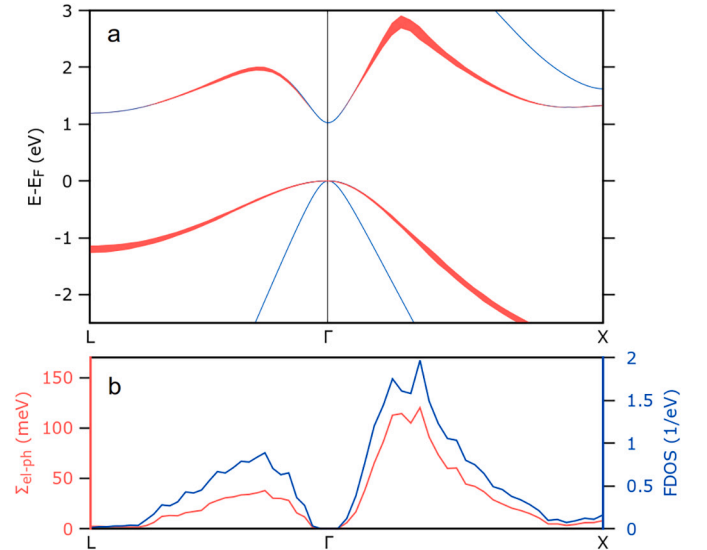 a
3
2
1
0
-1
-2
E-E_F (eV)
L Γ X
b
150
100
50
0
Σ_el-ph (meV)
2
1.5
1
0.5
0
FDOS (1/eV)
L Γ X